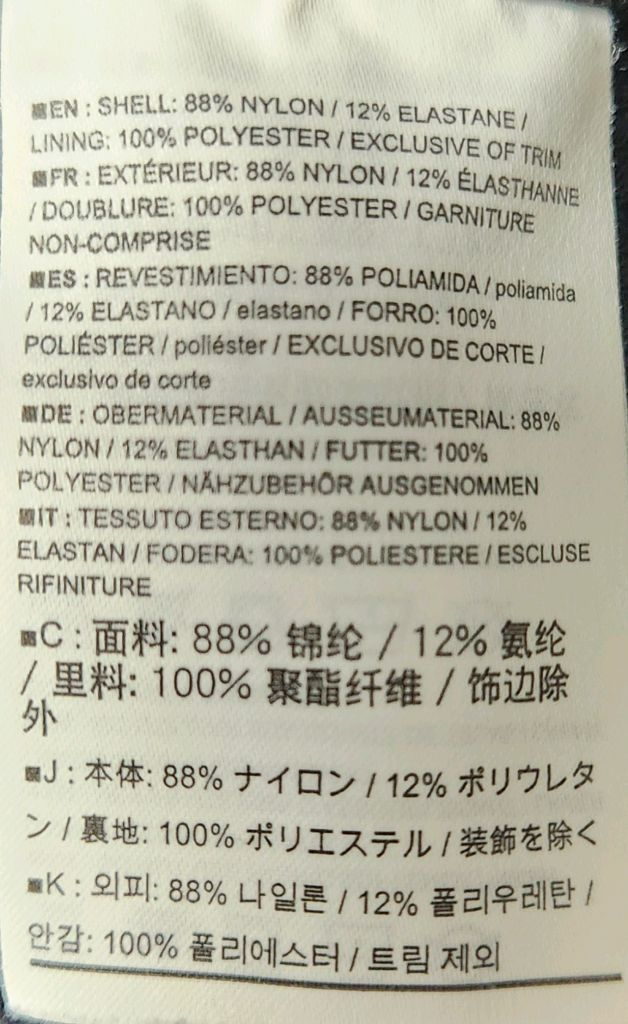 ■EN : SHELL: 88% NYLON / 12% ELASTANE /
LINING: 100% POLYESTER / EXCLUSIVE OF TRIM
■FR : EXTÉRIEUR: 88% NYLON / 12% ÉLASTHANNE
/ DOUBLURE: 100% POLYESTER / GARNITURE
NON-COMPRISE
■ES : REVESTIMIENTO: 88% POLIAMIDA / poliamida
/ 12% ELASTANO / elastano / FORRO: 100%
POLIÉSTER / poliéster / EXCLUSIVO DE CORTE /
exclusivo de corte
■DE : OBERMATERIAL / AUSSEUMATERIAL: 88%
NYLON / 12% ELASTHAN / FUTTER: 100%
POLYESTER / NÄHZUBEHÖR AUSGENOMMEN
■IT : TESSUTO ESTERNO: 88% NYLON / 12%
ELASTAN / FODERA: 100% POLIESTERE / ESCLUSE
RIFINITURE
■C : 面料: 88% 锦纶 / 12% 氨纶
/ 里料: 100% 聚酯纤维 / 饰边除
外
■J : 本体: 88% ナイロン / 12% ポリウレタ
ン / 裏地: 100% ポリエステル / 装飾を除く
■K : 외피: 88% 나일론 / 12% 폴리우레탄 /
안감: 100% 폴리에스터 / 트림 제외